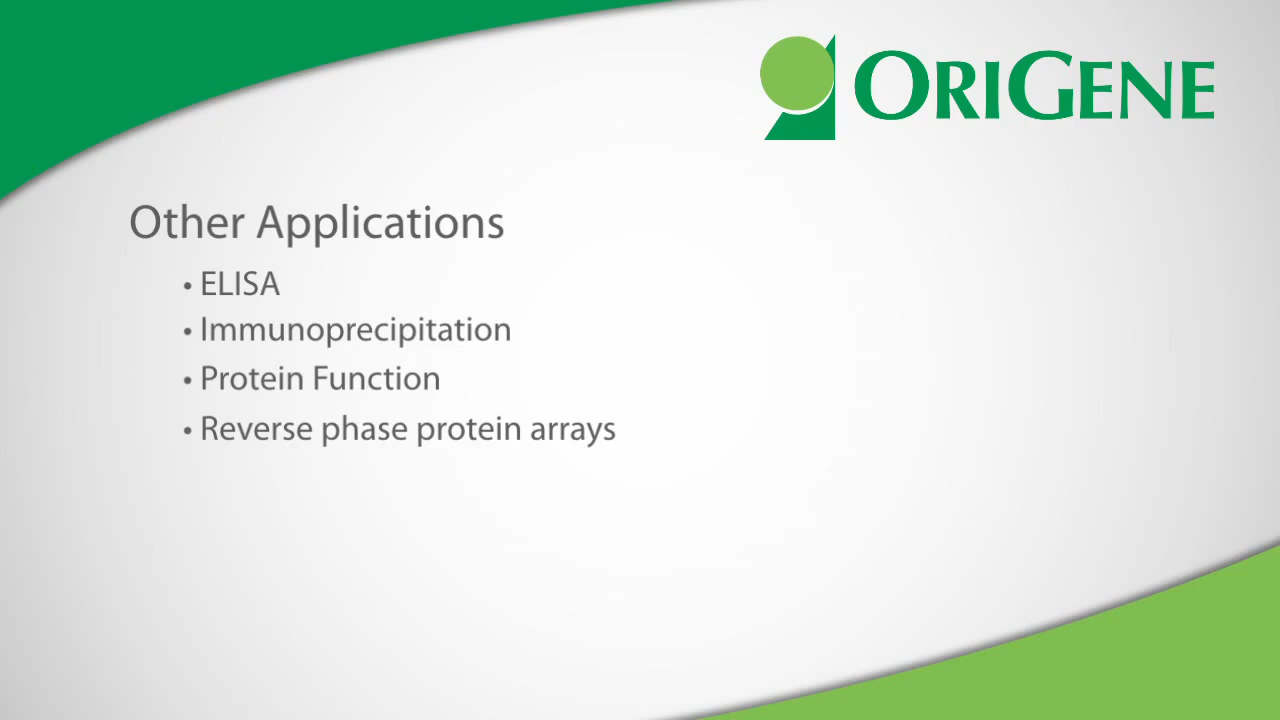 ORIGENE
Other Applications
• ELISA
• Immunoprecipitation
• Protein Function
• Reverse phase protein arrays